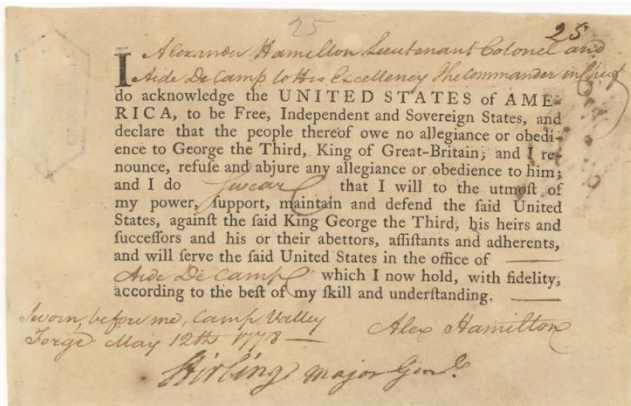 25
25
I Alexander Hamilton Lieutenant Colonel and
Aide De Camp to His Excellency The Commander in Chief
do acknowledge the UNITED STATES of AME-
RICA, to be Free, Independent and Sovereign States, and
declare that the people thereof owe no allegiance or obedi-
ence to George the Third, King of Great-Britain; and I re-
nounce, refuse and abjure any allegiance or obedience to him;
and I do Swear that I will to the utmost of
my power, support, maintain and defend the said United
States, against the said King George the Third, his heirs and
successors and his or their abettors, assistants and adherents,
and will serve the said United States in the office of
Aide De Camp which I now hold, with fidelity,
according to the best of my skill and understanding.
Sworn, before me, Camp Valley
Forge May 12th 1778 Alex Hamilton
Stirling Major Genl.